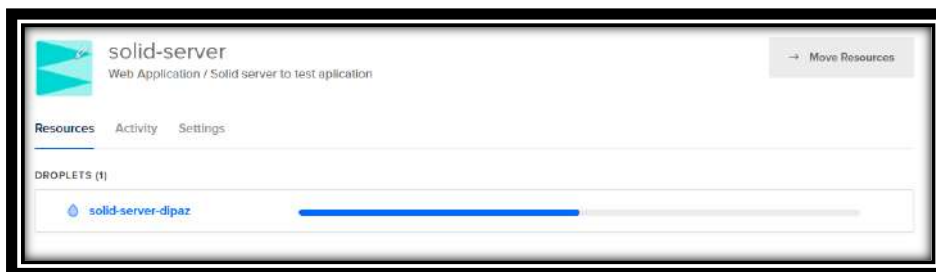 solid-server
Web Application / Solid server to test aplication
→ Move Resources
Resources Activity Settings
DROPLETS (1)
solid-server-dipaz